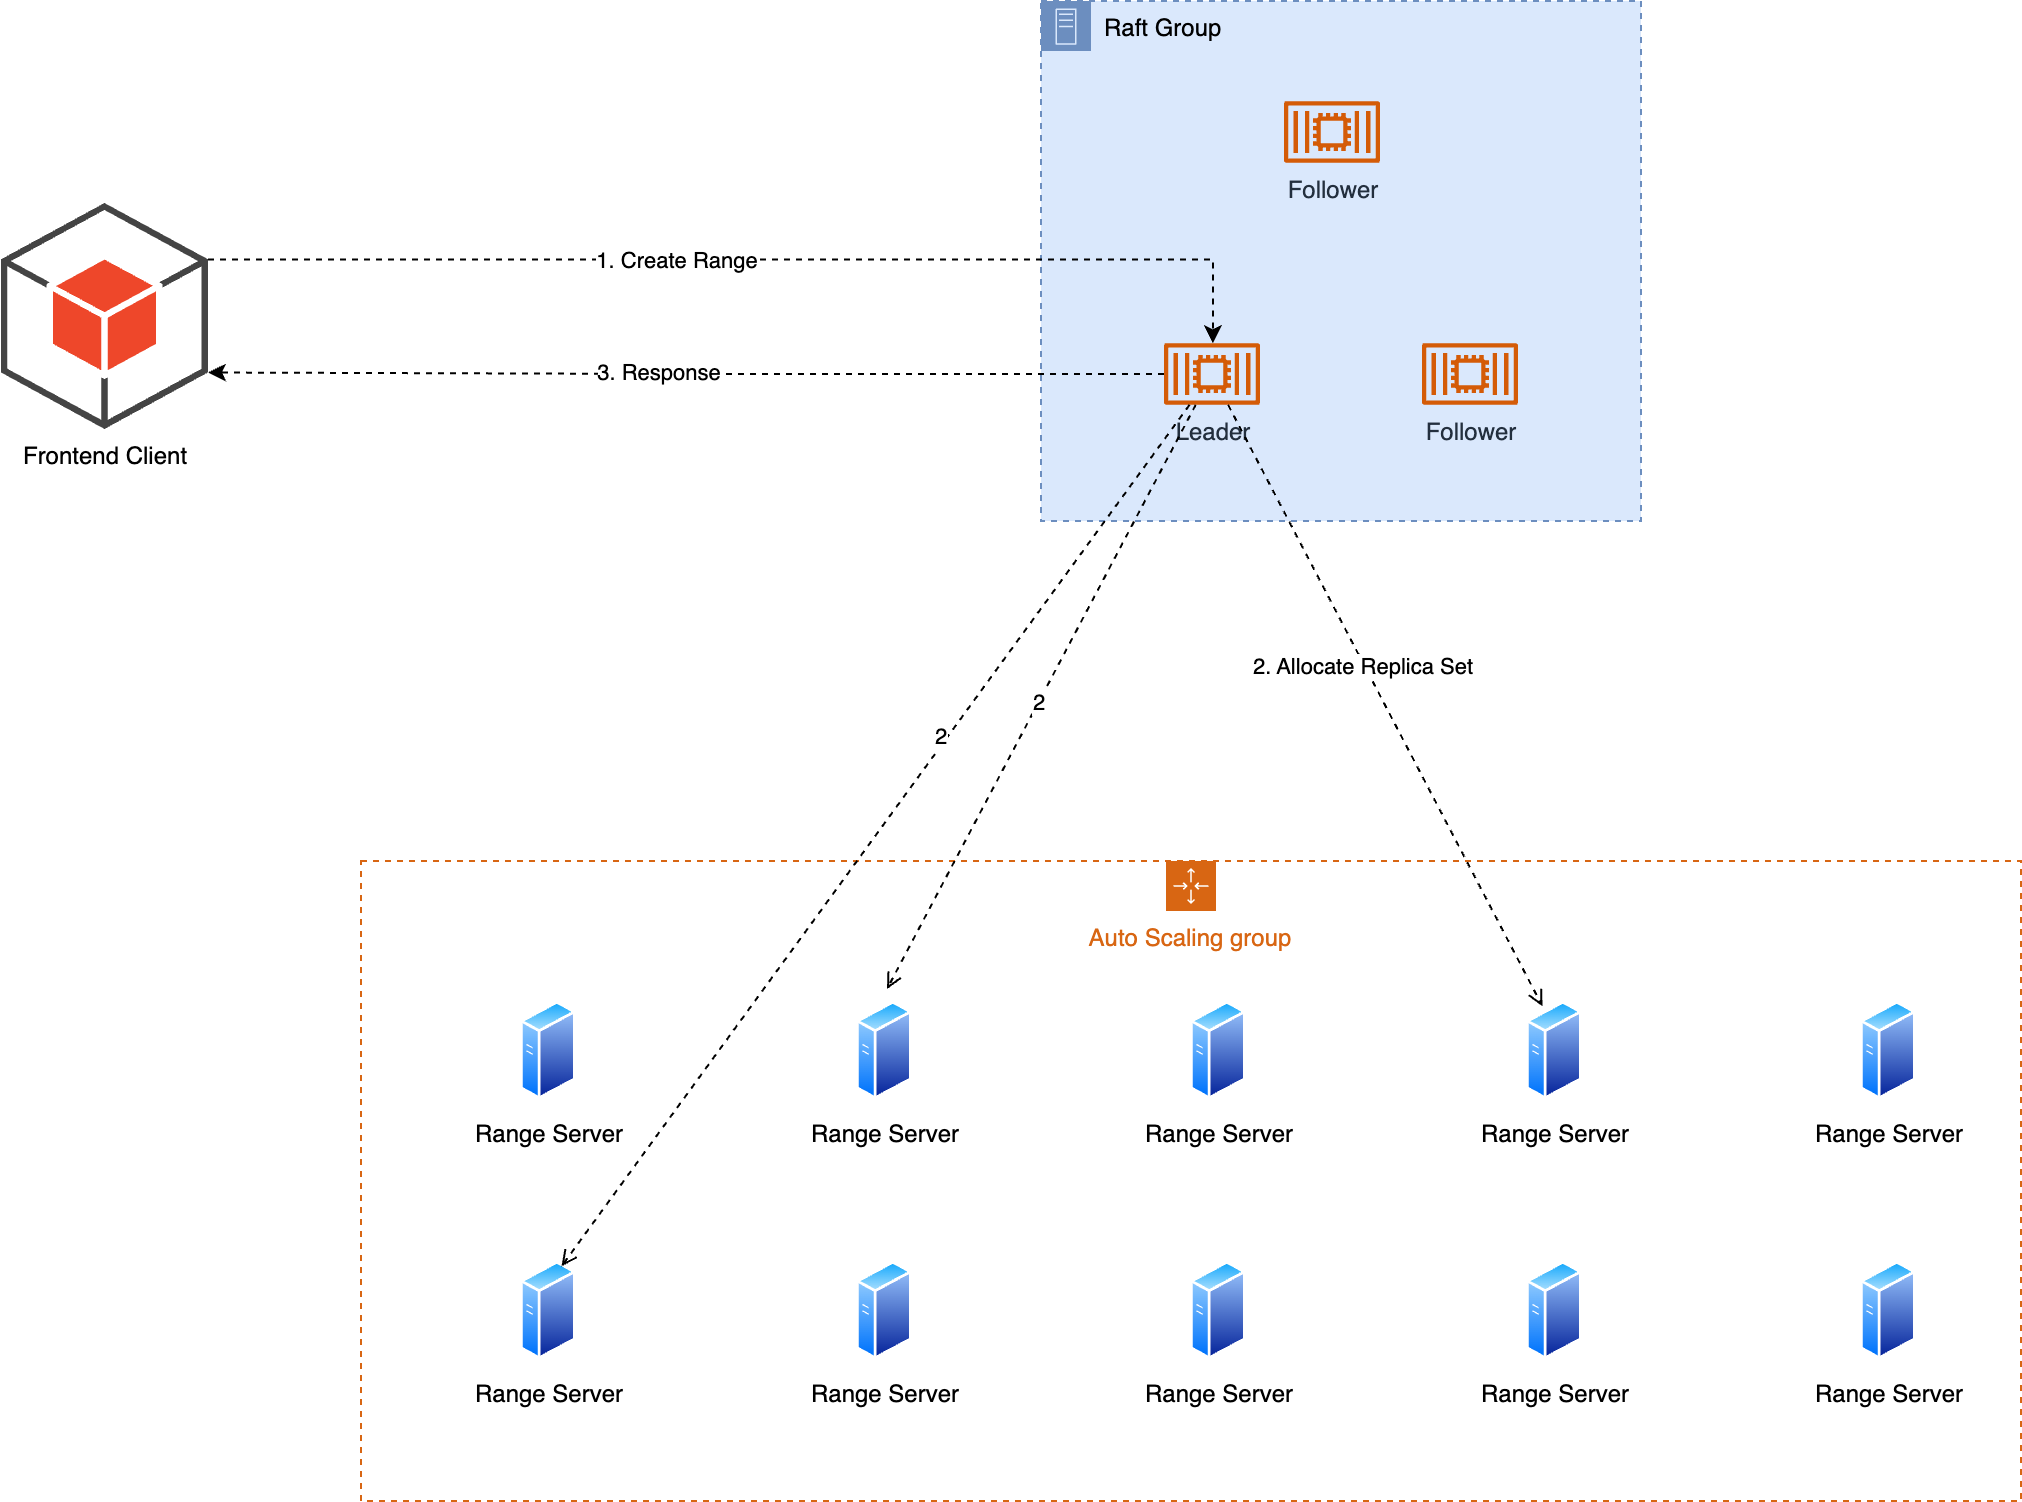 Raft Group
Follower
1. Create Range
3. Response
Leader
Follower
Frontend Client
2. Allocate Replica Set
2
2
Auto Scaling group
Range Server
Range Server
Range Server
Range Server
Range Server
Range Server
Range Server
Range Server
Range Server
Range Server